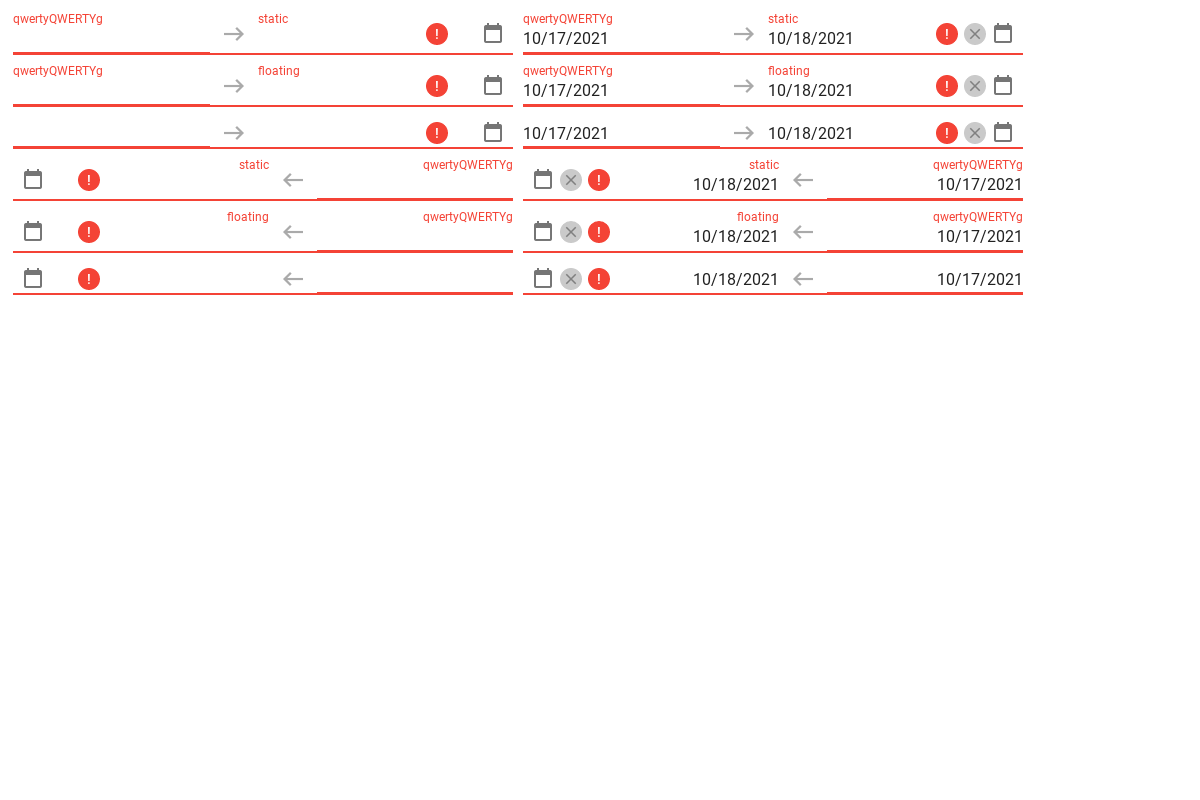 qwertyQWERTYg static qwertyQWERTYg static
10/17/2021 10/18/2021
qwertyQWERTYg floating qwertyQWERTYg floating
10/17/2021 10/18/2021
10/17/2021 10/18/2021
static qwertyQWERTYg static qwertyQWERTYg
10/18/2021 10/17/2021
floating qwertyQWERTYg floating qwertyQWERTYg
10/18/2021 10/17/2021
10/18/2021 10/17/2021